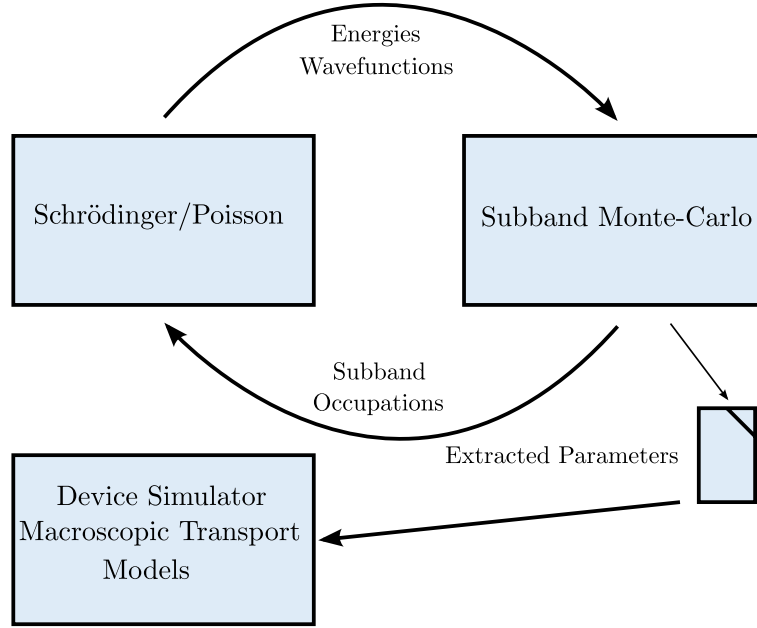 Energies
Wavefunctions
Schrödinger/Poisson
Subband Monte-Carlo
Subband
Occupations
Extracted Parameters
Device Simulator
Macroscopic Transport
Models